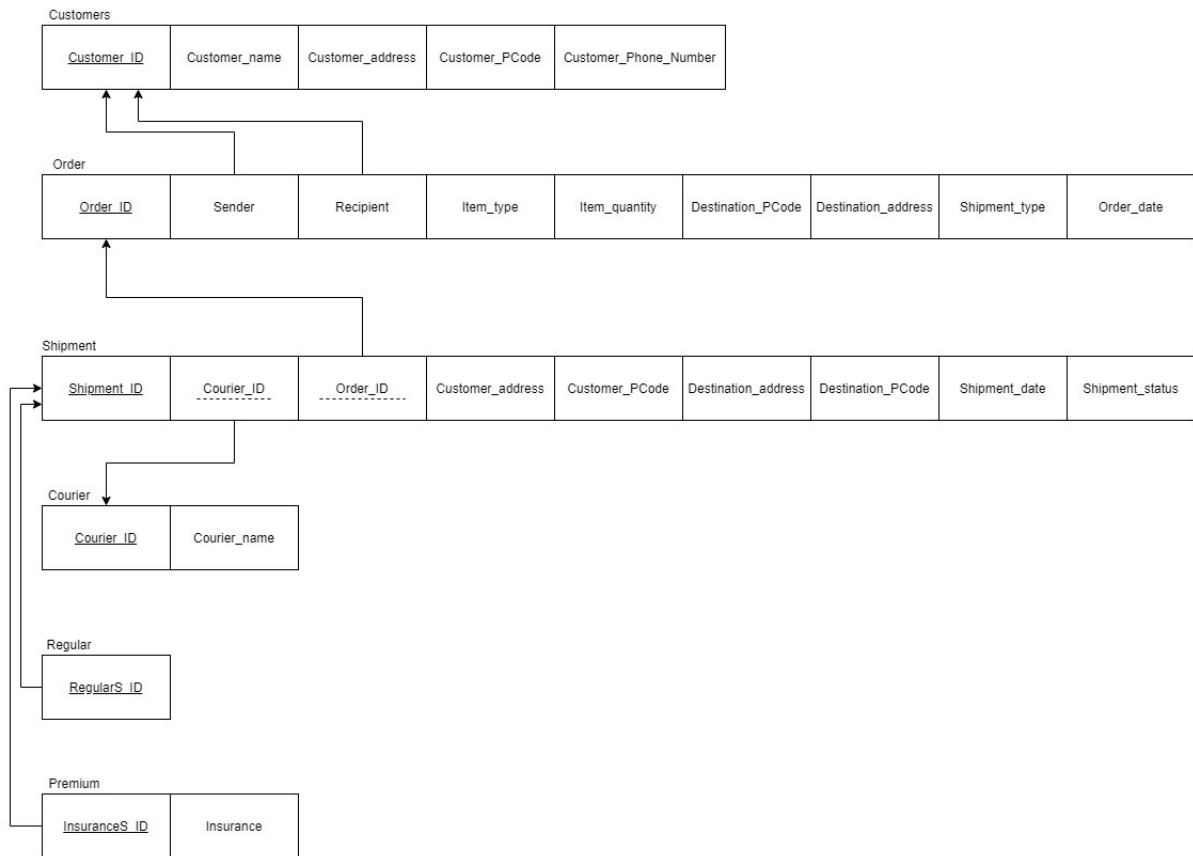 Customers
Customer_ID Customer_name Customer_address Customer_PCode Customer_Phone_Number
Order
Order_ID Sender Recipient Item_type Item_quantity Destination_PCode Destination_address Shipment_type Order_date
Shipment
Shipment_ID Courier_ID Order_ID Customer_address Customer_PCode Destination_address Destination_PCode Shipment_date Shipment_status
Courier
Courier_ID Courier_name
Regular
RegularS_ID
Premium
InsuranceS_ID Insurance